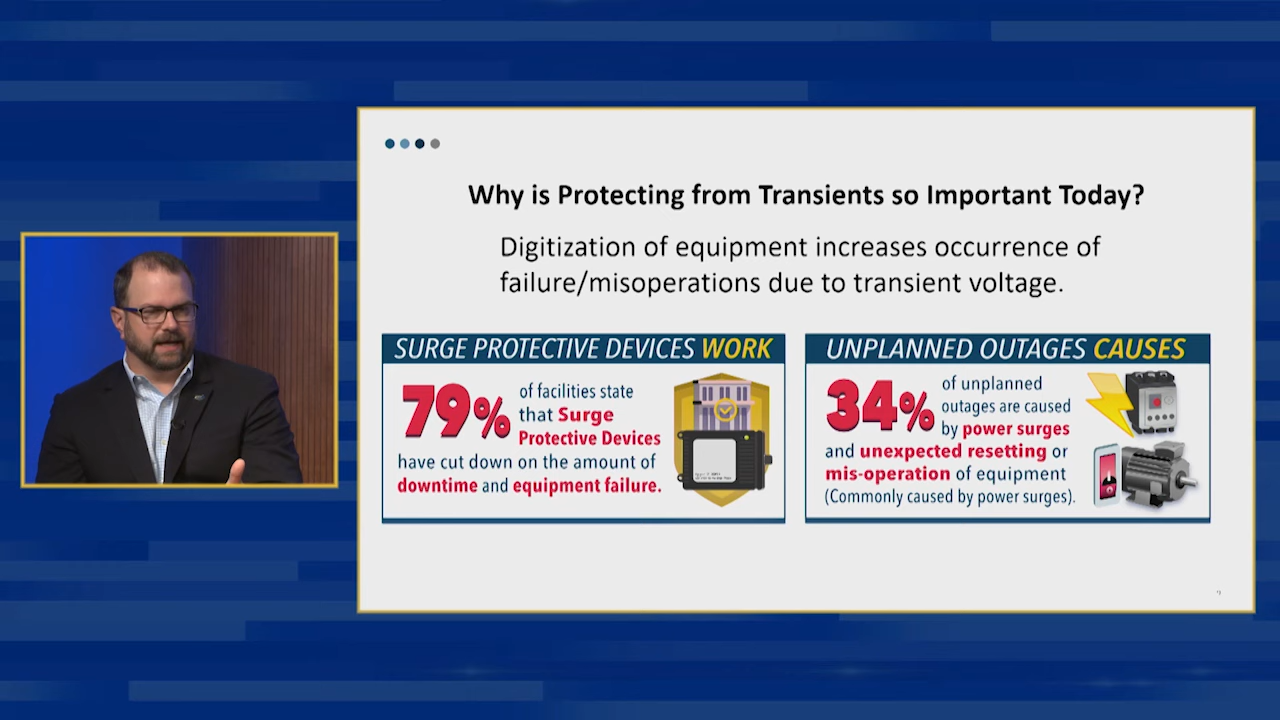 Why is Protecting from Transients so Important Today?
Digitization of equipment increases occurrence of
failure/misoperations due to transient voltage.
SURGE PROTECTIVE DEVICES WORK
79% of facilities state
that Surge
Protective Devices
have cut down on the amount of
downtime and equipment failure.
UNPLANNED OUTAGES CAUSES
34% of unplanned
outages are caused
by power surges
and unexpected resetting or
mis-operation of equipment
(Commonly caused by power surges).